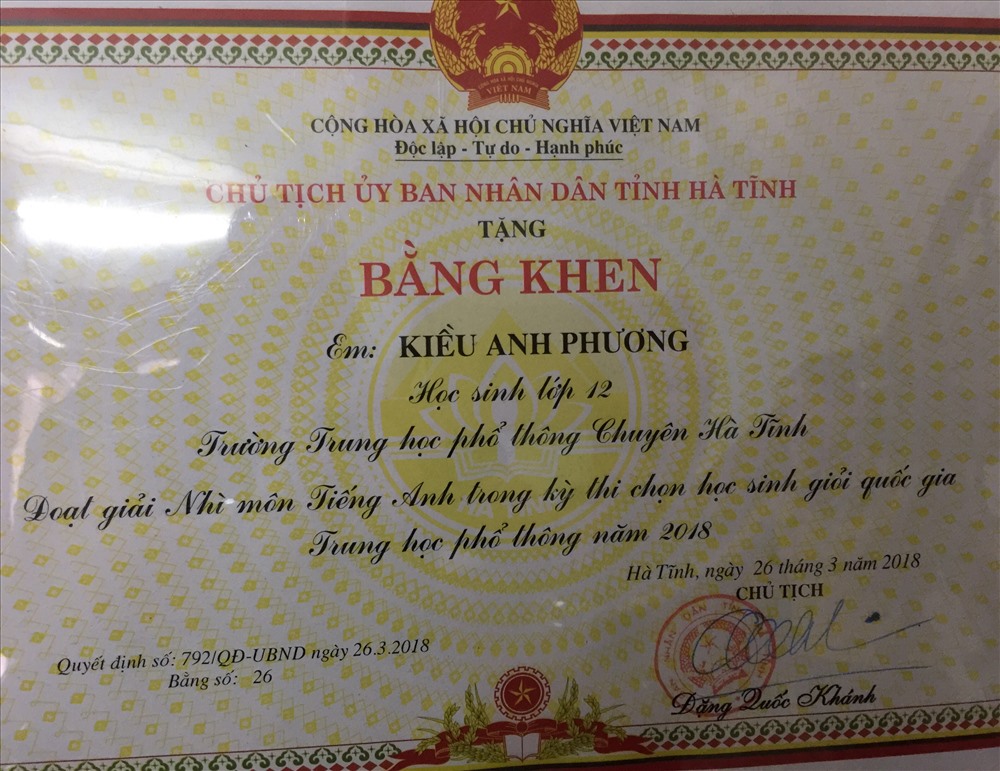 VIỆT NAM
CỘNG HÒA XÃ HỘI CHỦ NGHĨA VIỆT NAM
Độc lập - Tự do - Hạnh phúc
CHỦ TỊCH ỦY BAN NHÂN DÂN TỈNH HÀ TĨNH
TẶNG
BẰNG KHEN
Em: KIỀU ANH PHƯƠNG
Học sinh lớp 12
Trường Trung học phổ thông Chuyên Hà Tĩnh
Đoạt giải Nhì môn Tiếng Anh trong kỳ thi chọn học sinh giỏi quốc gia
Trung học phổ thông năm 2018
Hà Tĩnh, ngày 26 tháng 3 năm 2018
CHỦ TỊCH
Quyết định số: 792/QĐ-UBND ngày 26.3.2018
Bằng số: 26
Đặng Quốc Khánh